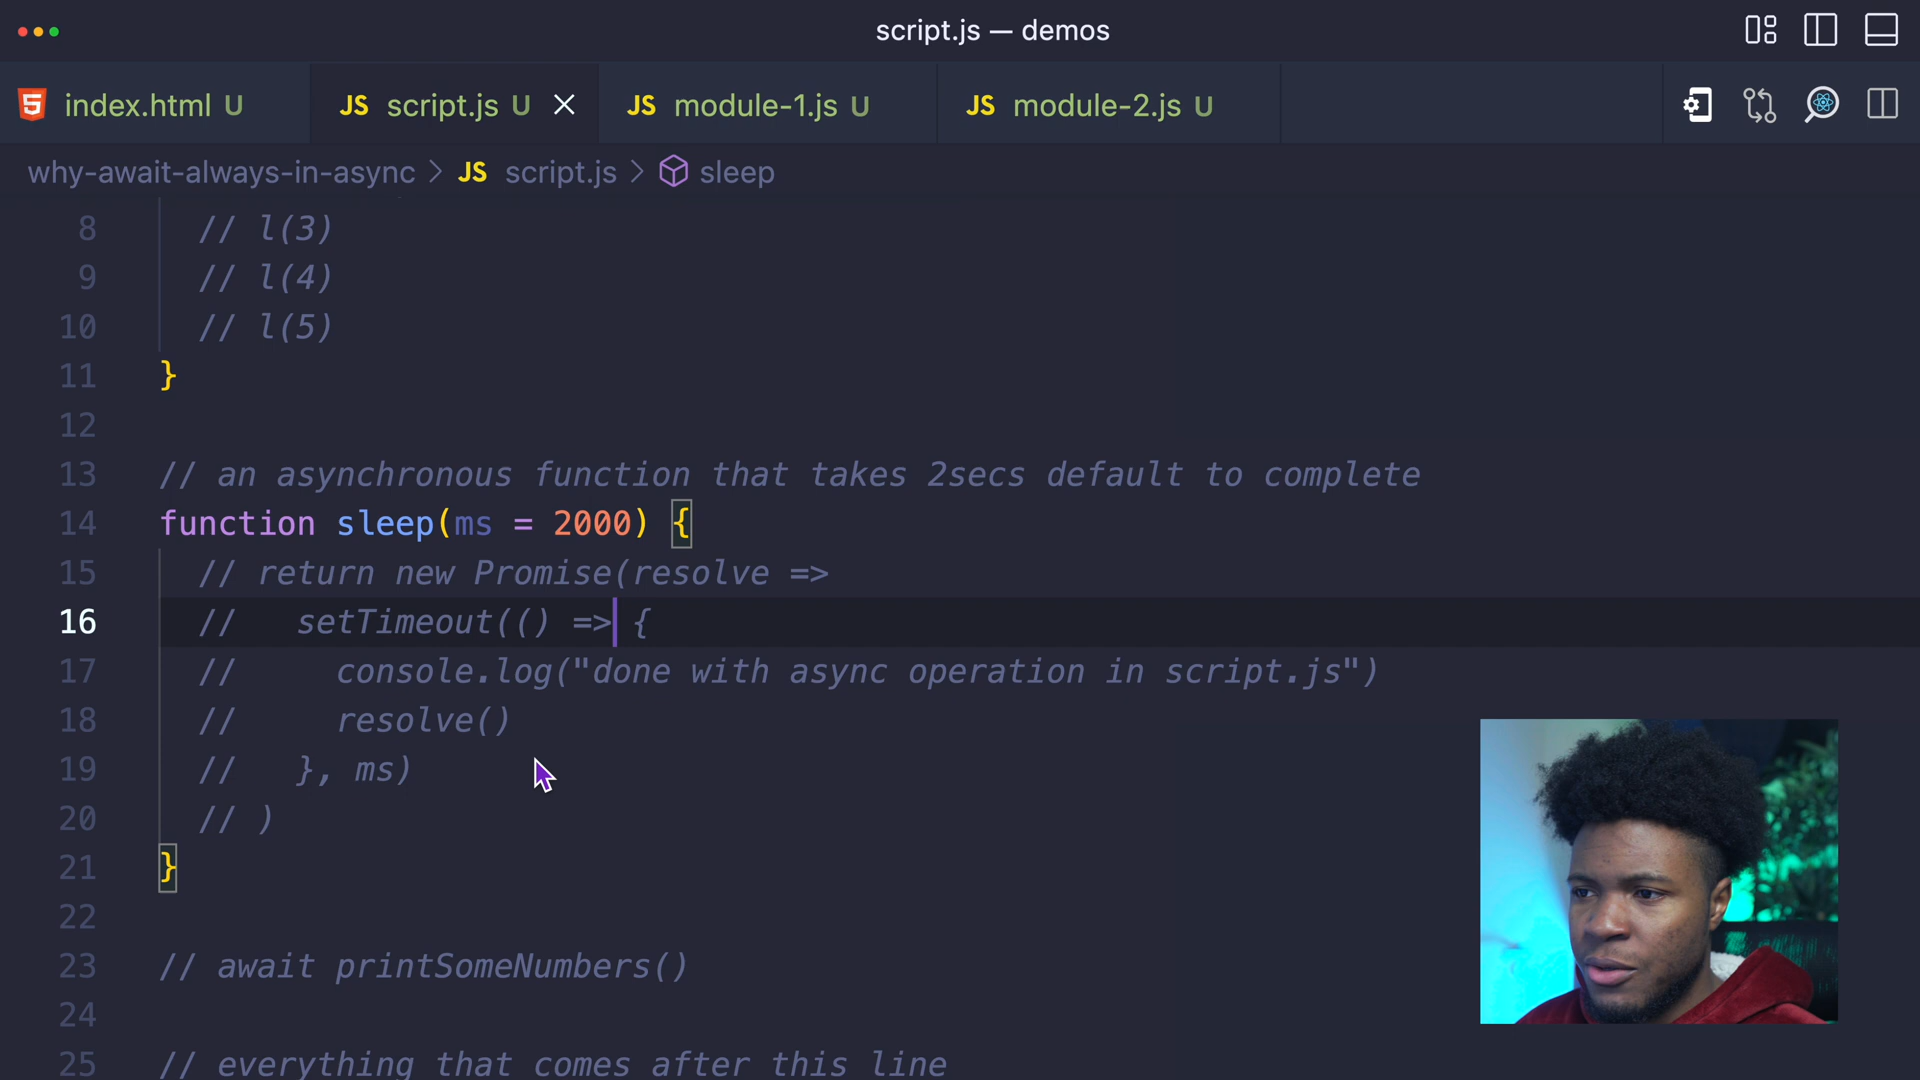 script.js — demos
index.html U
JS script.js U
JS module-1.js U
JS module-2.js U
why-await-always-in-async > JS script.js > sleep
8 // l(3)
9 // l(4)
10 // l(5)
11 }
12
13 // an asynchronous function that takes 2secs default to complete
14 function sleep(ms = 2000) {
15 // return new Promise(resolve =>
16 // setTimeout(() => {
17 // console.log("done with async operation in script.js")
18 // resolve()
19 // }, ms)
20 // )
21 }
22
23 // await printSomeNumbers()
24
25 // everything that comes after this line